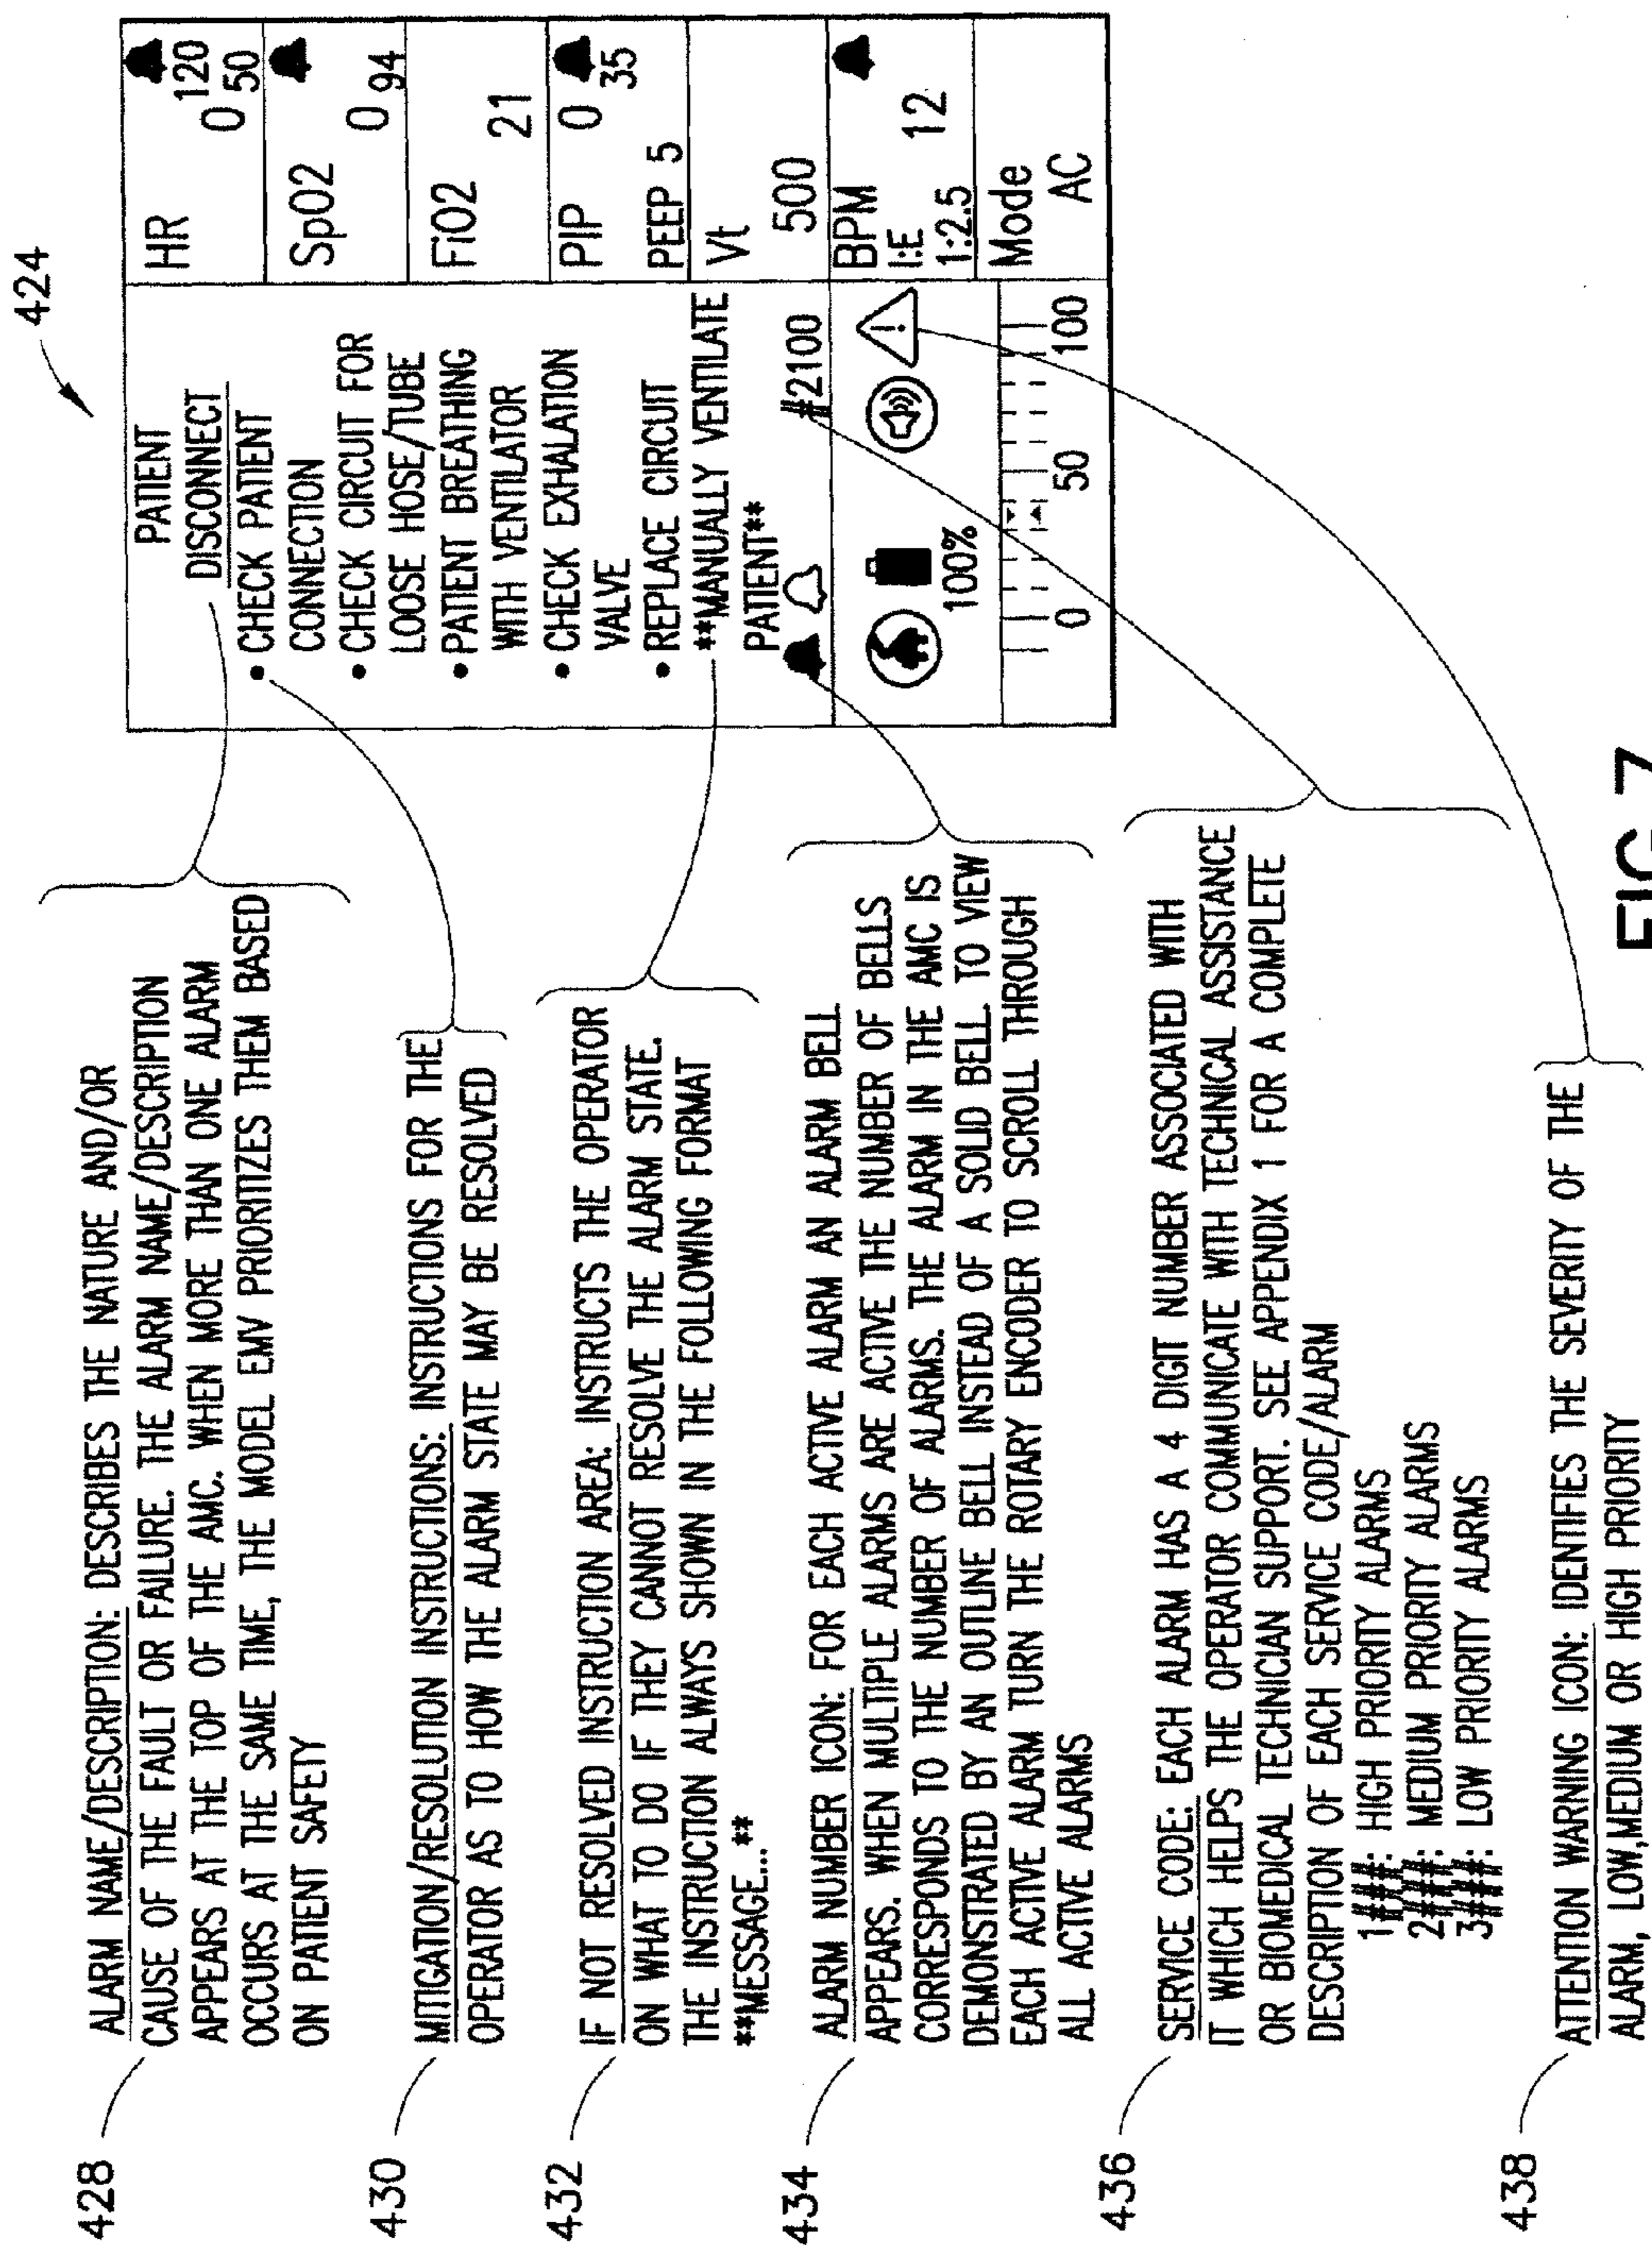 424
428
ALARM NAME/DESCRIPTION: DESCRIBES THE NATURE AND/OR
CAUSE OF THE FAULT OR FAILURE. THE ALARM NAME/DESCRIPTION
APPEARS AT THE TOP OF THE AMC. WHEN MORE THAN ONE ALARM
OCCURS AT THE SAME TIME, THE MODEL EMV PRIORITIZES THEM BASED
ON PATIENT SAFETY
430
MITIGATION/RESOLUTION INSTRUCTIONS: INSTRUCTIONS FOR THE
OPERATOR AS TO HOW THE ALARM STATE MAY BE RESOLVED
432
IF NOT RESOLVED INSTRUCTION AREA: INSTRUCTS THE OPERATOR
ON WHAT TO DO IF THEY CANNOT RESOLVE THE ALARM STATE.
THE INSTRUCTION ALWAYS SHOWN IN THE FOLLOWING FORMAT
**MESSAGE... **
434
ALARM NUMBER ICON: FOR EACH ACTIVE ALARM AN ALARM BELL
APPEARS. WHEN MULTIPLE ALARMS ARE ACTIVE THE NUMBER OF BELLS
CORRESPONDS TO THE NUMBER OF ALARMS. THE ALARM IN THE AMC IS
DEMONSTRATED BY AN OUTLINE BELL INSTEAD OF A SOLID BELL. TO VIEW
EACH ACTIVE ALARM TURN THE ROTARY ENCODER TO SCROLL THROUGH
ALL ACTIVE ALARMS
436
SERVICE CODE: EACH ALARM HAS A 4 DIGIT NUMBER ASSOCIATED WITH
IT WHICH HELPS THE OPERATOR COMMUNICATE WITH TECHNICAL ASSISTANCE
OR BIOMEDICAL TECHNICIAN SUPPORT. SEE APPENDIX 1 FOR A COMPLETE
DESCRIPTION OF EACH SERVICE CODE/ALARM
1###: HIGH PRIORITY ALARMS
2###: MEDIUM PRIORITY ALARMS
3###: LOW PRIORITY ALARMS
438
ATTENTION WARNING ICON: IDENTIFIES THE SEVERITY OF THE
ALARM, LOW,MEDIUM OR HIGH PRIORITY
PATIENT
DISCONNECT
• CHECK PATIENT
CONNECTION
• CHECK CIRCUIT FOR
LOOSE HOSE/TUBE
• PATIENT BREATHING
WITH VENTILATOR
• CHECK EXHALATION
VALVE
• REPLACE CIRCUIT
**MANUALLY VENTILATE
PATIENT**
#2100
100%
0 50 100
HR 120
0 50
SpO2
0 94
FiO2
21
PIP 0
35
PEEP 5
Vt
500
BPM
I:E 12
1:2.5
Mode
AC
FIG.7